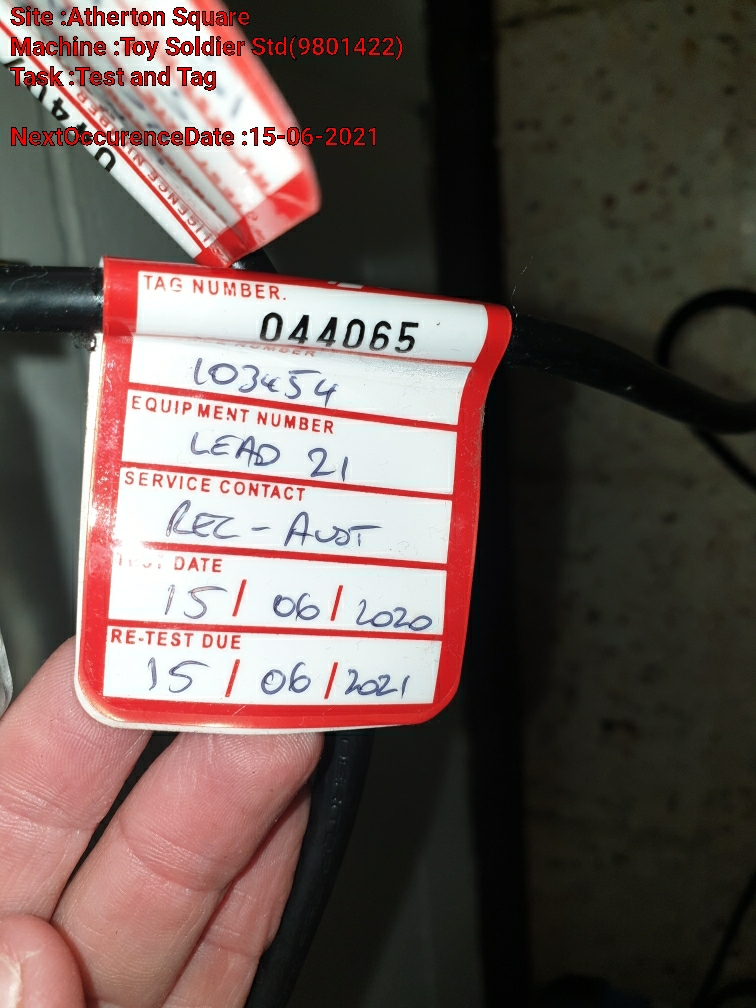 Site :Atherton Square
Machine :Toy Soldier Std(9801422)
Task :Test and Tag
NextOccurenceDate :15-06-2021
TAG NUMBER.
044065
103454
EQUIPMENT NUMBER
LEAD 21
SERVICE CONTACT
REC - AUST
TEST DATE
15/ 06 / 2020
RE-TEST DUE
15 / 06 / 2021